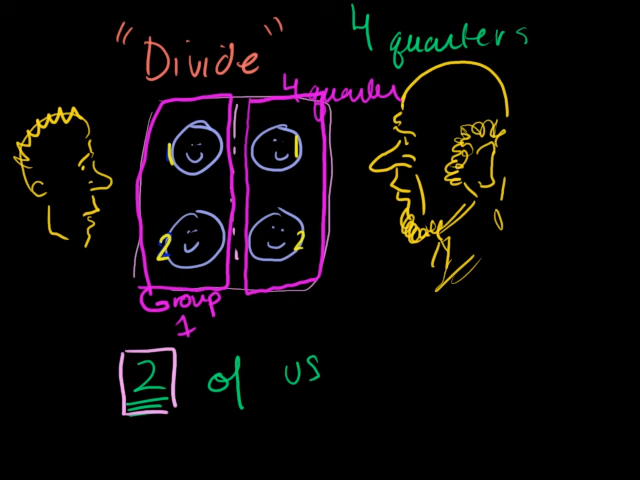 4 quarters
"Divide"
4 quarter
1 1
2 2
Group
1
2 of us